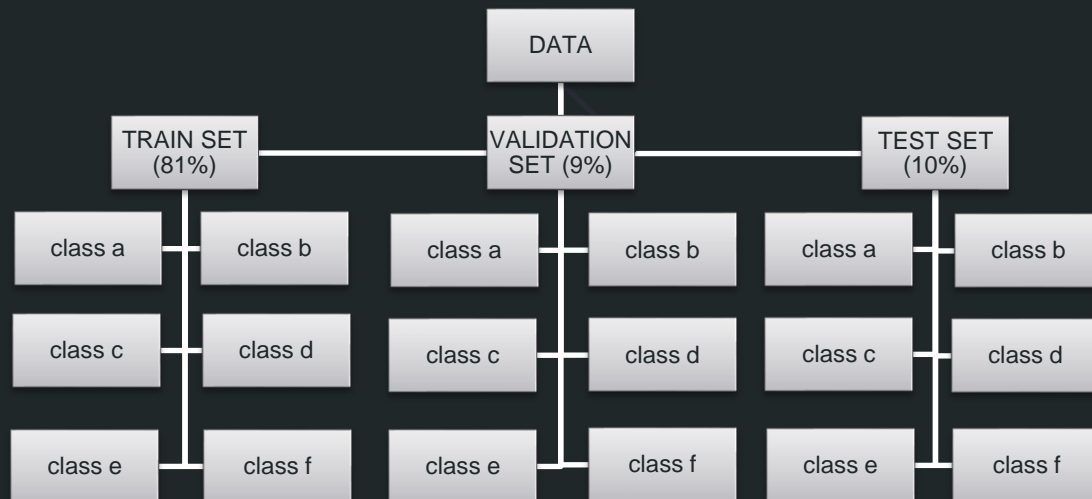 DATA
TRAIN SET
(81%)
VALIDATION
SET (9%)
TEST SET
(10%)
class a
class b
class a
class b
class a
class b
class c
class d
class c
class d
class c
class d
class e
class f
class e
class f
class e
class f